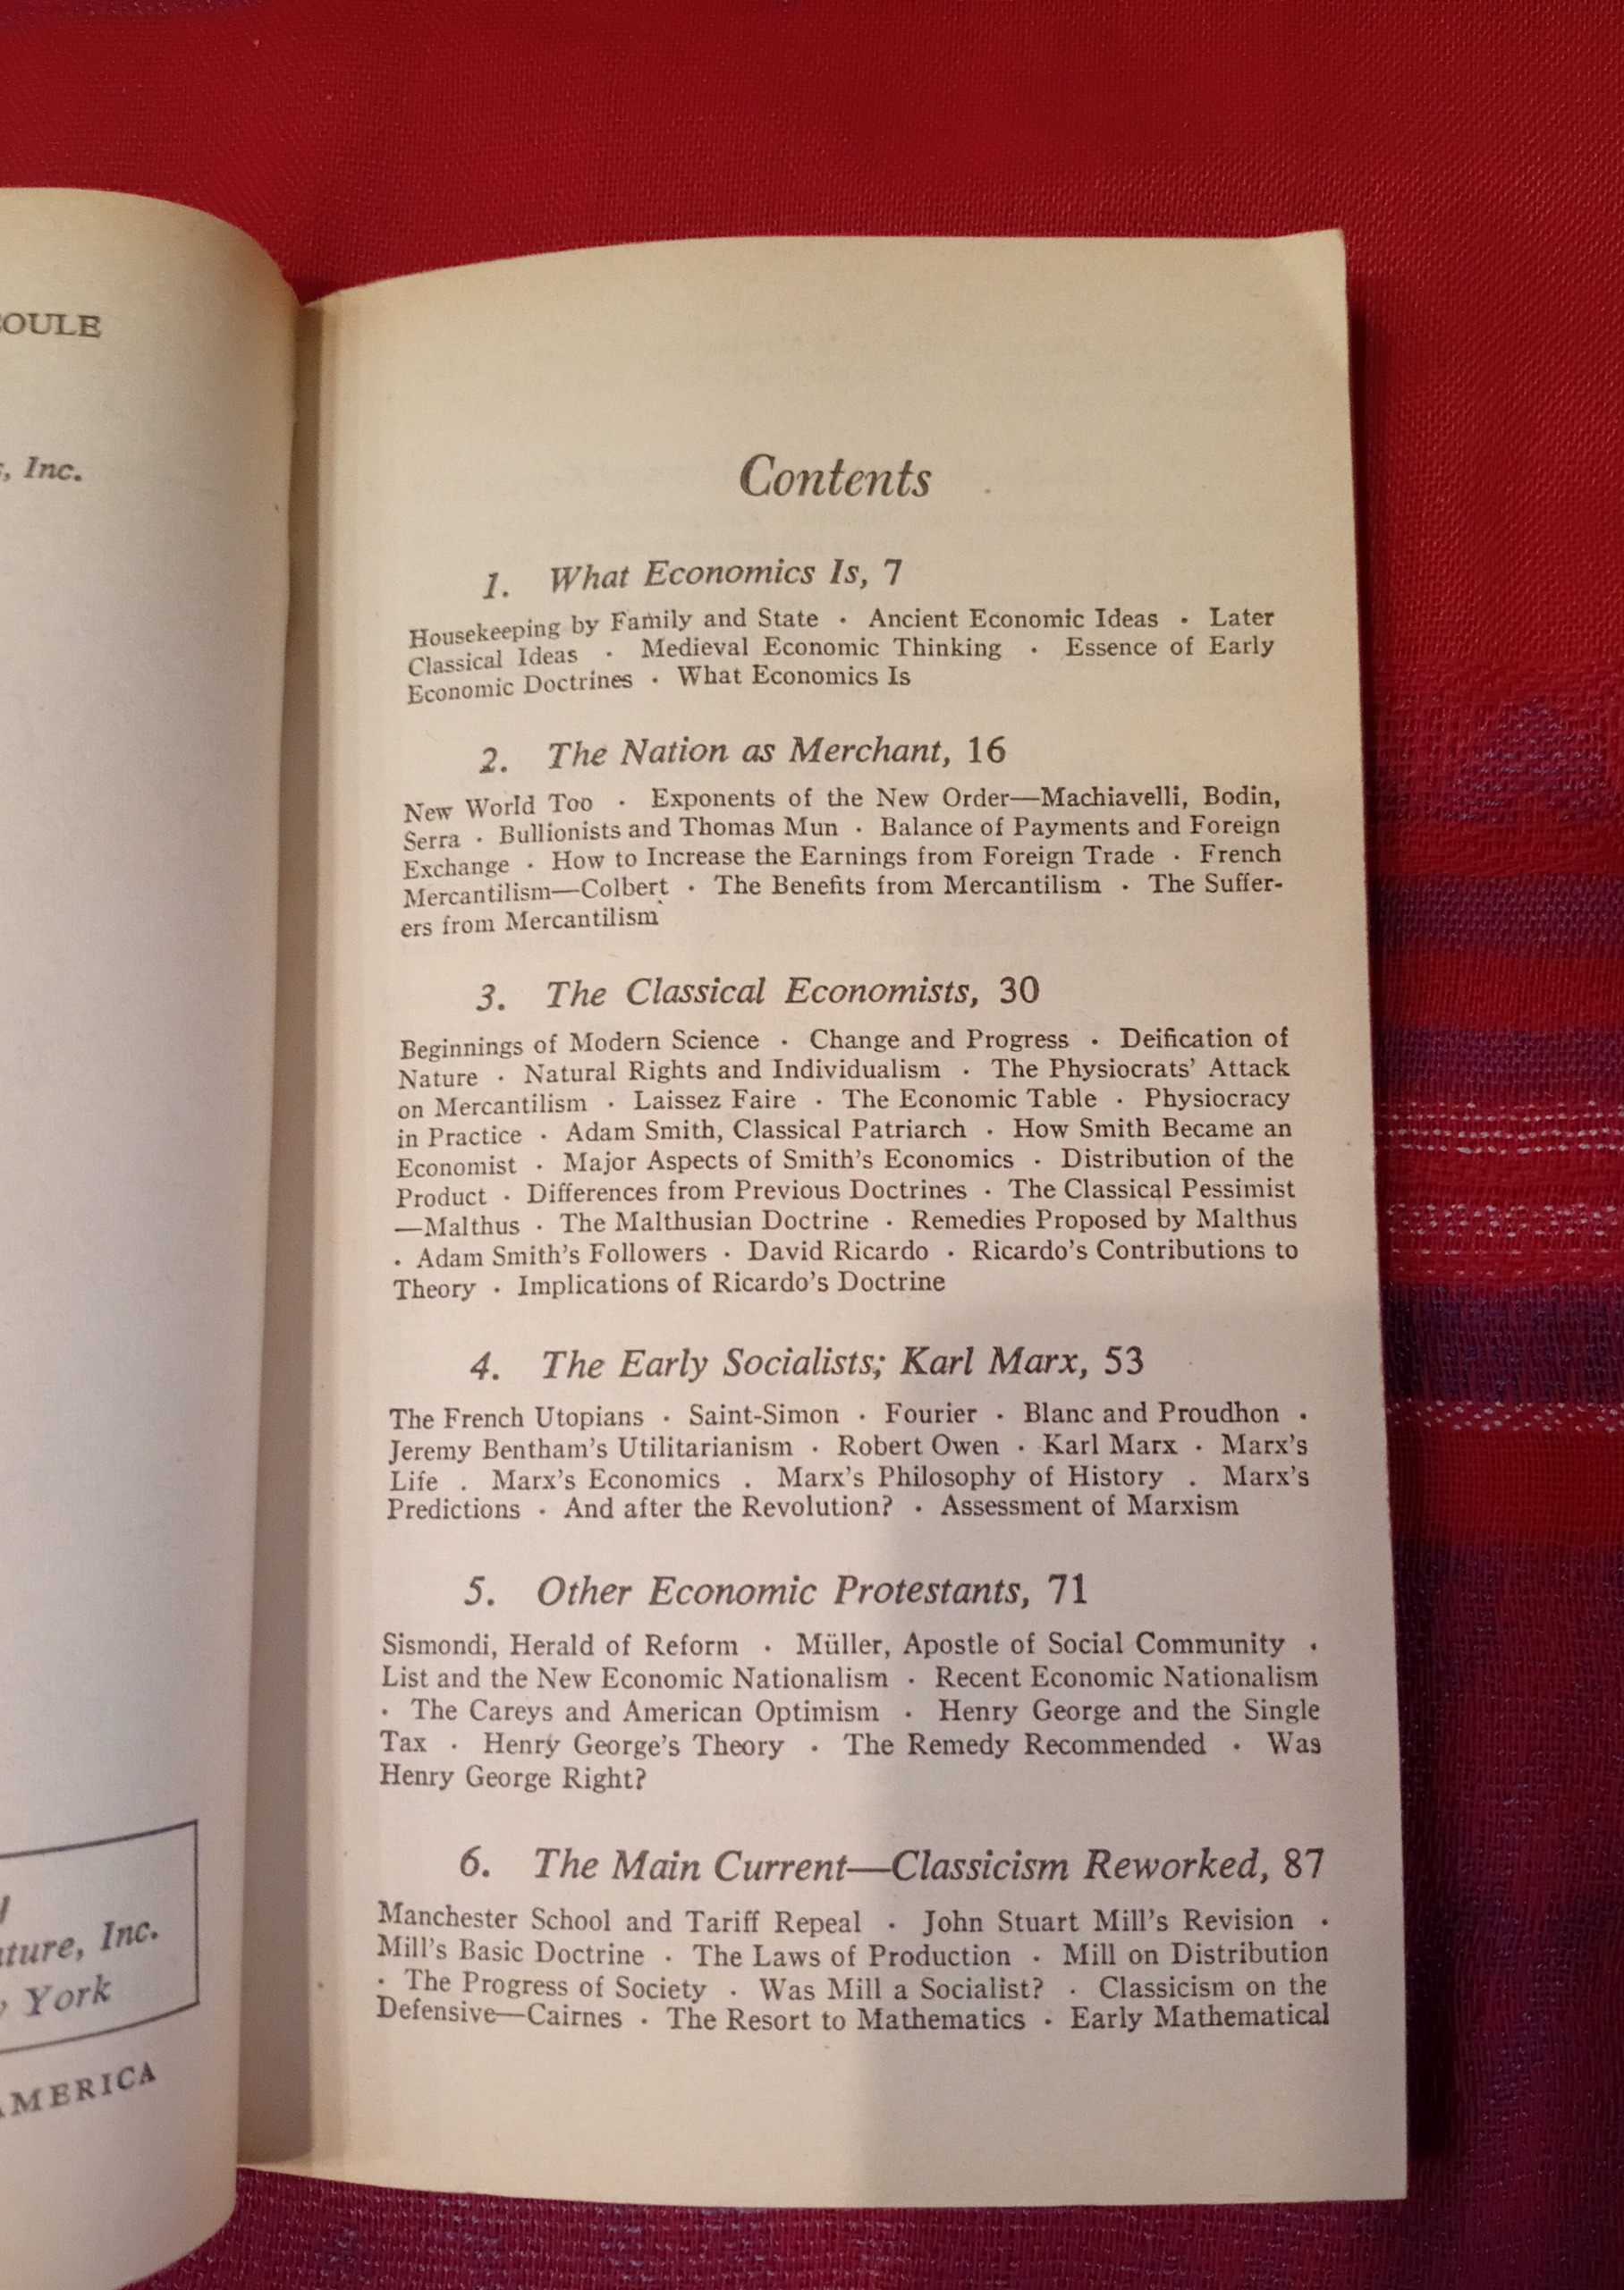 OULE
, Inc.
ture, Inc.
York
AMERICA
Contents
1. What Economics Is, 7
Housekeeping by Family and State · Ancient Economic Ideas · Later
Classical Ideas · Medieval Economic Thinking · Essence of Early
Economic Doctrines · What Economics Is
2. The Nation as Merchant, 16
New World Too · Exponents of the New Order—Machiavelli, Bodin,
Serra · Bullionists and Thomas Mun · Balance of Payments and Foreign
Exchange · How to Increase the Earnings from Foreign Trade · French
Mercantilism—Colbert · The Benefits from Mercantilism · The Suffer-
ers from Mercantilism
3. The Classical Economists, 30
Beginnings of Modern Science · Change and Progress · Deification of
Nature · Natural Rights and Individualism · The Physiocrats' Attack
on Mercantilism · Laissez Faire · The Economic Table · Physiocracy
in Practice · Adam Smith, Classical Patriarch · How Smith Became an
Economist · Major Aspects of Smith's Economics · Distribution of the
Product · Differences from Previous Doctrines · The Classical Pessimist
—Malthus · The Malthusian Doctrine · Remedies Proposed by Malthus
· Adam Smith's Followers · David Ricardo · Ricardo's Contributions to
Theory · Implications of Ricardo's Doctrine
4. The Early Socialists; Karl Marx, 53
The French Utopians · Saint-Simon · Fourier · Blanc and Proudhon ·
Jeremy Bentham's Utilitarianism · Robert Owen · Karl Marx · Marx's
Life . Marx's Economics . Marx's Philosophy of History . Marx's
Predictions · And after the Revolution? · Assessment of Marxism
5. Other Economic Protestants, 71
Sismondi, Herald of Reform · Müller, Apostle of Social Community ·
List and the New Economic Nationalism · Recent Economic Nationalism
· The Careys and American Optimism · Henry George and the Single
Tax · Henry George's Theory · The Remedy Recommended · Was
Henry George Right?
6. The Main Current—Classicism Reworked, 87
Manchester School and Tariff Repeal · John Stuart Mill's Revision ·
Mill's Basic Doctrine · The Laws of Production · Mill on Distribution
· The Progress of Society · Was Mill a Socialist? · Classicism on the
Defensive—Cairnes · The Resort to Mathematics · Early Mathematical